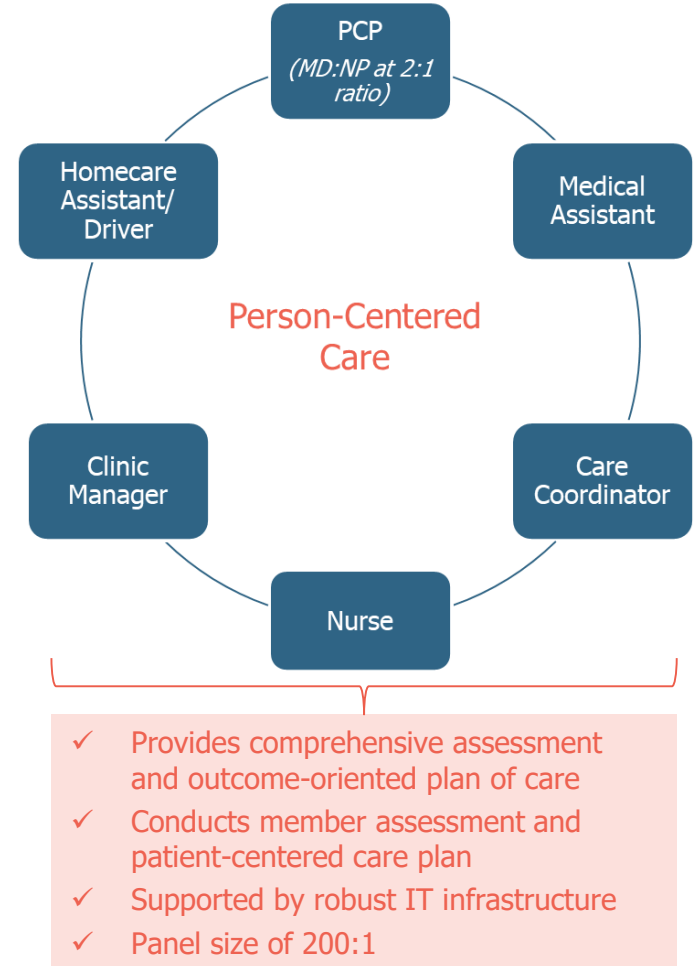 PCP
(MD:NP at 2:1
ratio)
Homecare
Assistant/
Driver
Medical
Assistant
Person-Centered
Care
Clinic
Manager
Care
Coordinator
Nurse
✓ Provides comprehensive assessment
and outcome-oriented plan of care
✓ Conducts member assessment and
patient-centered care plan
✓ Supported by robust IT infrastructure
✓ Panel size of 200:1